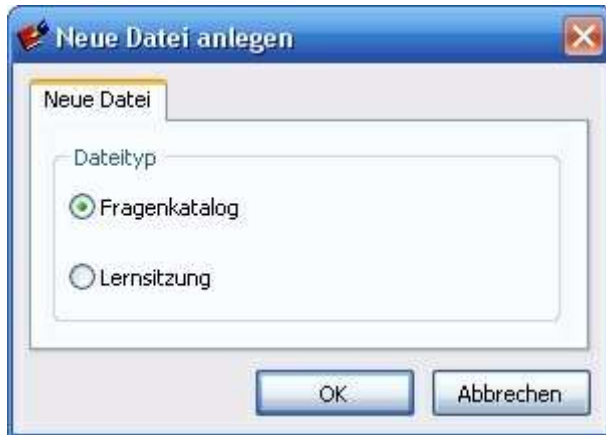 Neue Datei anlegen
Neue Datei
Dateityp
Fragenkatalog
Lernsitzung
OK
Abbrechen